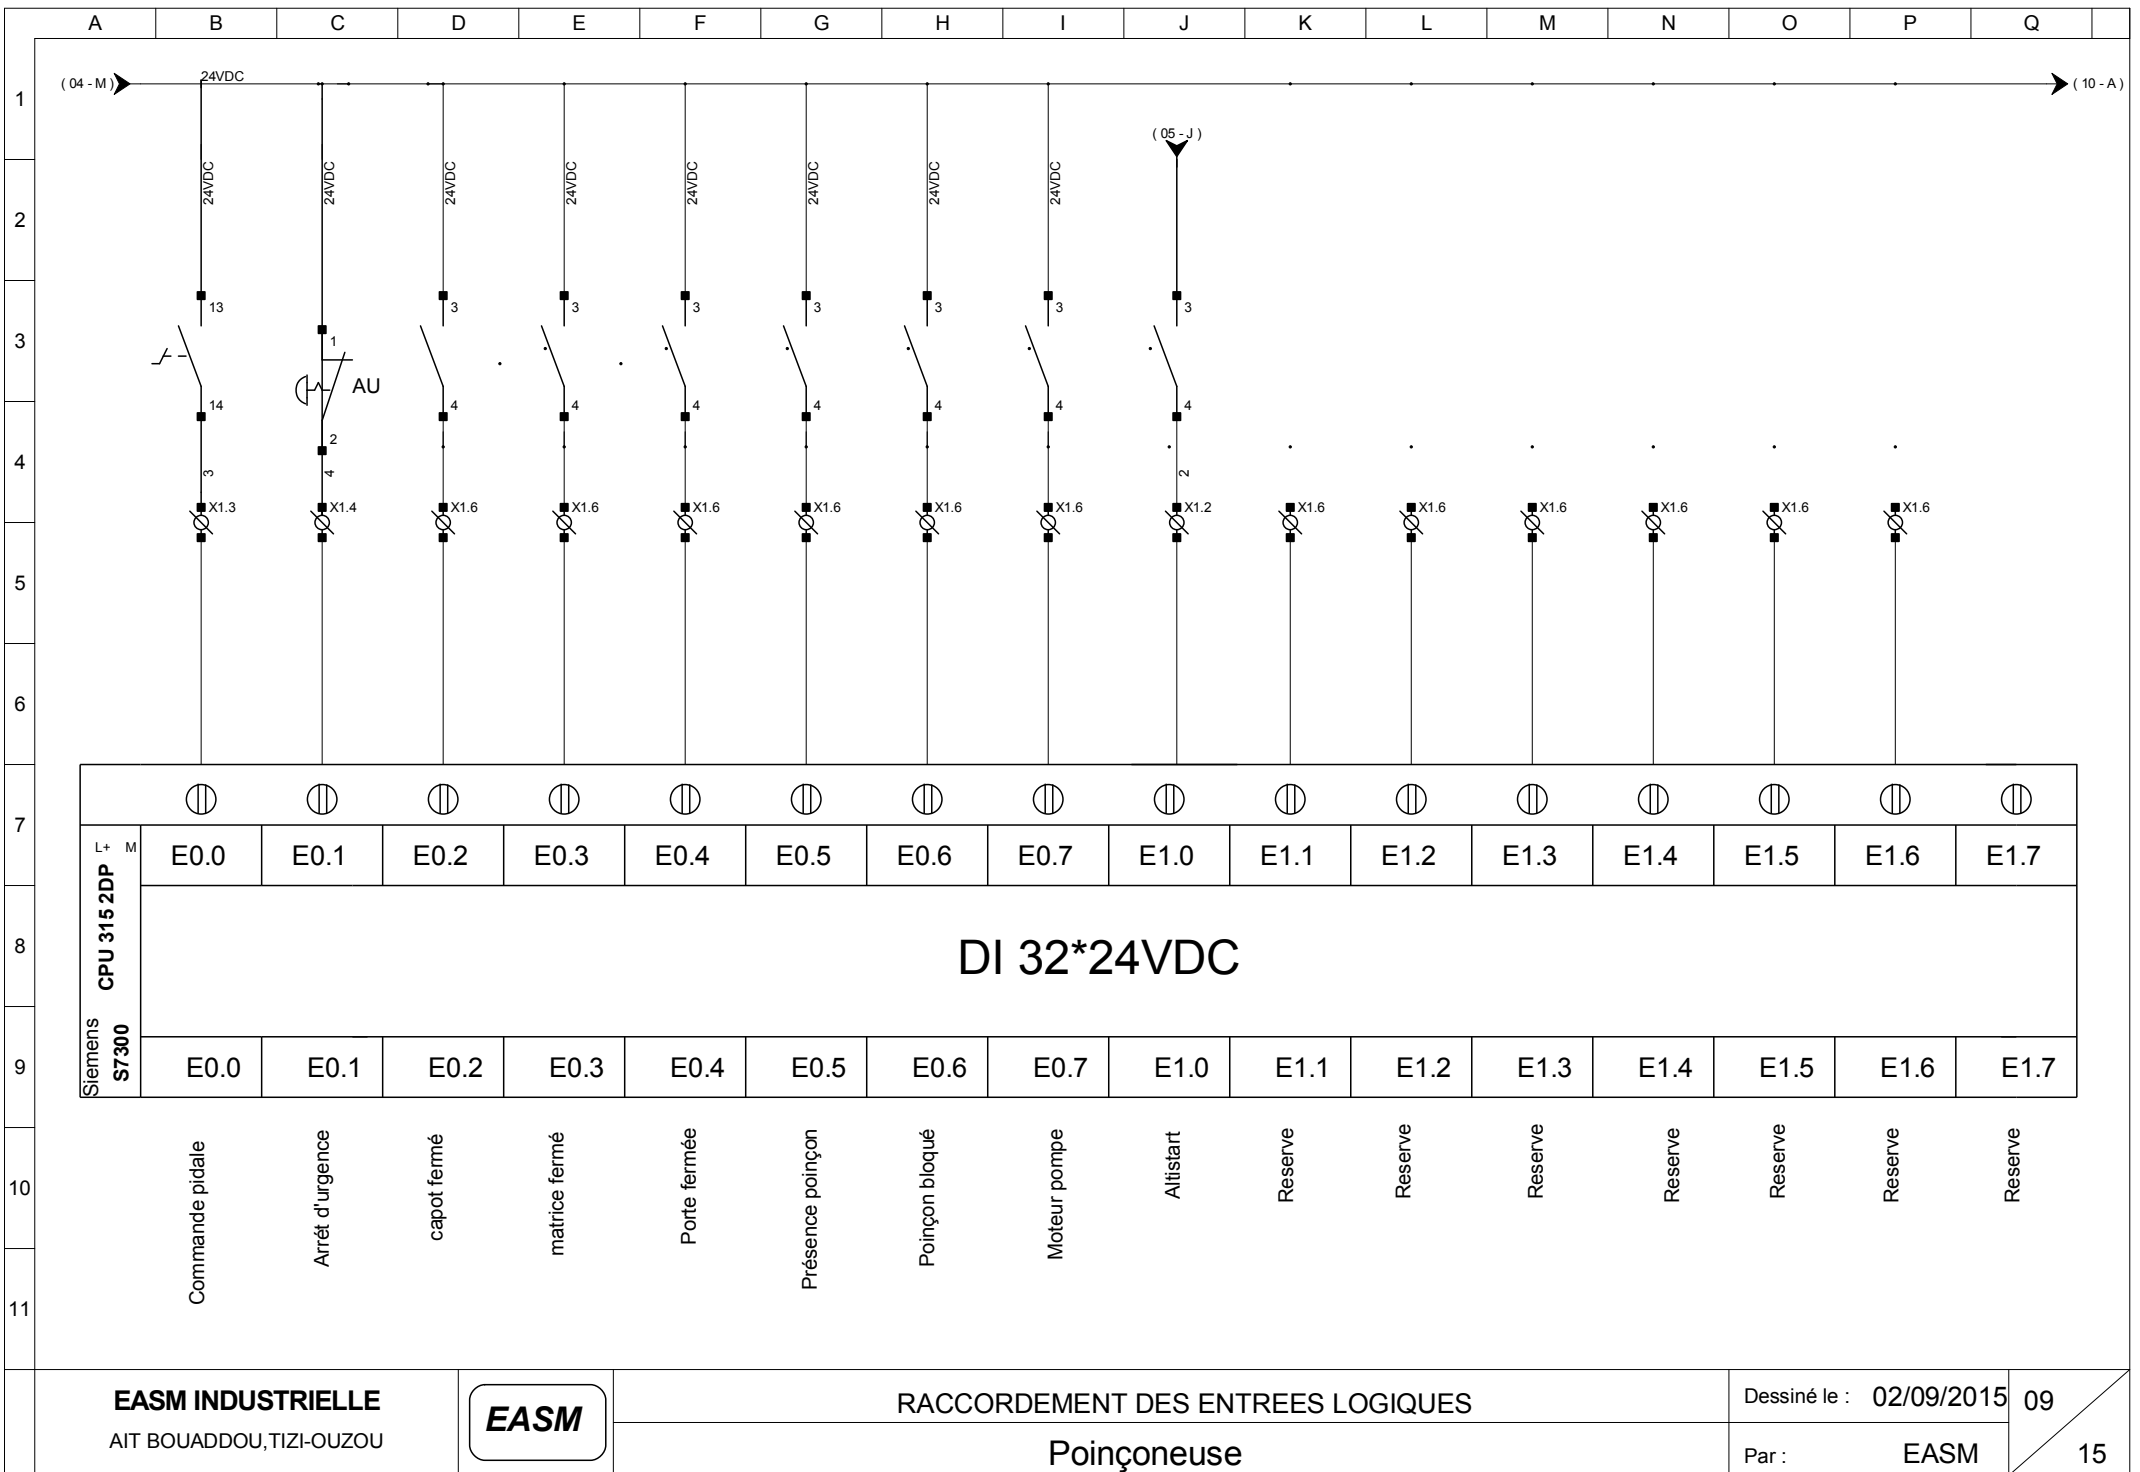 A B C D E F G H I J K L M N O P Q
1
( 04 - M )
24VDC
( 10 - A )
( 05 - J )
24VDC 24VDC 24VDC 24VDC 24VDC 24VDC 24VDC 24VDC
2
13 3 3 3 3 3 3 3
3
1
AU
14 4 4 4 4 4 4 4
2
4
3 4 2
X1.3 X1.4 X1.6 X1.6 X1.6 X1.6 X1.6 X1.6 X1.2 X1.6 X1.6 X1.6 X1.6 X1.6 X1.6
5
6
7
L+ M
E0.0 E0.1 E0.2 E0.3 E0.4 E0.5 E0.6 E0.7 E1.0 E1.1 E1.2 E1.3 E1.4 E1.5 E1.6 E1.7
8
Siemens CPU 315 2DP
S7300
DI 32*24VDC
9
E0.0 E0.1 E0.2 E0.3 E0.4 E0.5 E0.6 E0.7 E1.0 E1.1 E1.2 E1.3 E1.4 E1.5 E1.6 E1.7
10
Commande pidale
Arrét d'urgence
capot fermé
matrice fermé
Porte fermée
Présence poinçon
Poinçon bloqué
Moteur pompe
Altistart
Reserve
Reserve
Reserve
Reserve
Reserve
Reserve
Reserve
11
EASM INDUSTRIELLE
AIT BOUADDOU,TIZI-OUZOU
EASM
RACCORDEMENT DES ENTREES LOGIQUES
Poinçoneuse
Dessiné le : 02/09/2015
Par : EASM
09
15